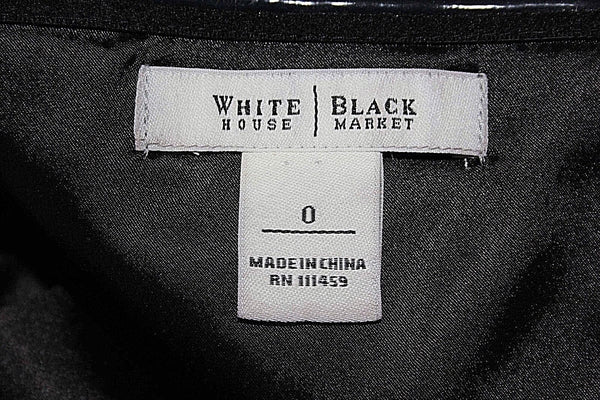 WHITE | BLACK
HOUSE MARKET
0
MADE IN CHINA
RN 111459